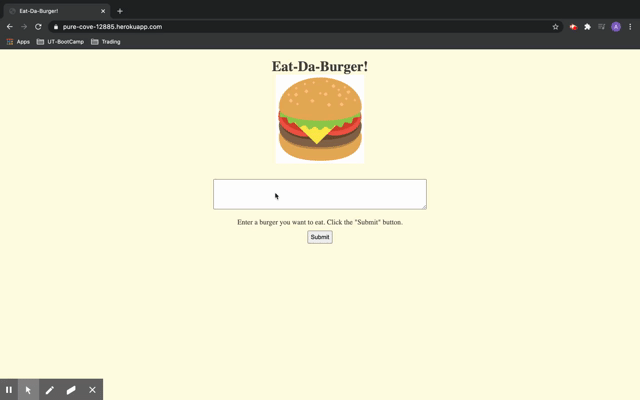 Eat-Da-Burger!
pure-cove-12885.herokuapp.com
A
Apps UT-BootCamp Trading
Eat-Da-Burger!
Enter a burger you want to eat. Click the "Submit" button.
Submit